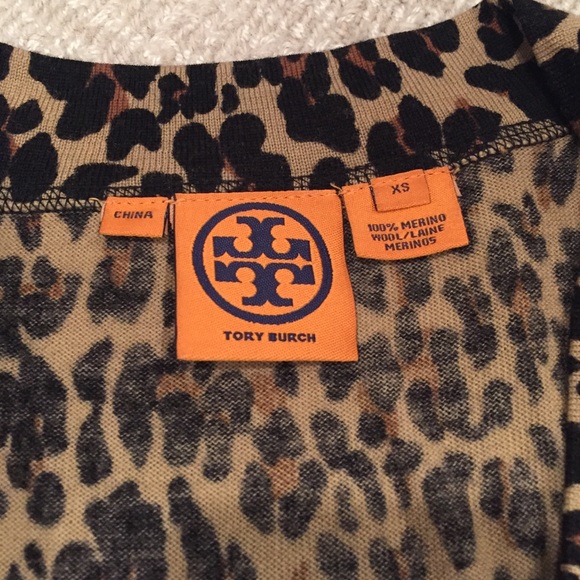 CHINA
TORY BURCH
XS
100% MERINO
WOOL/LAINE
MERINOS